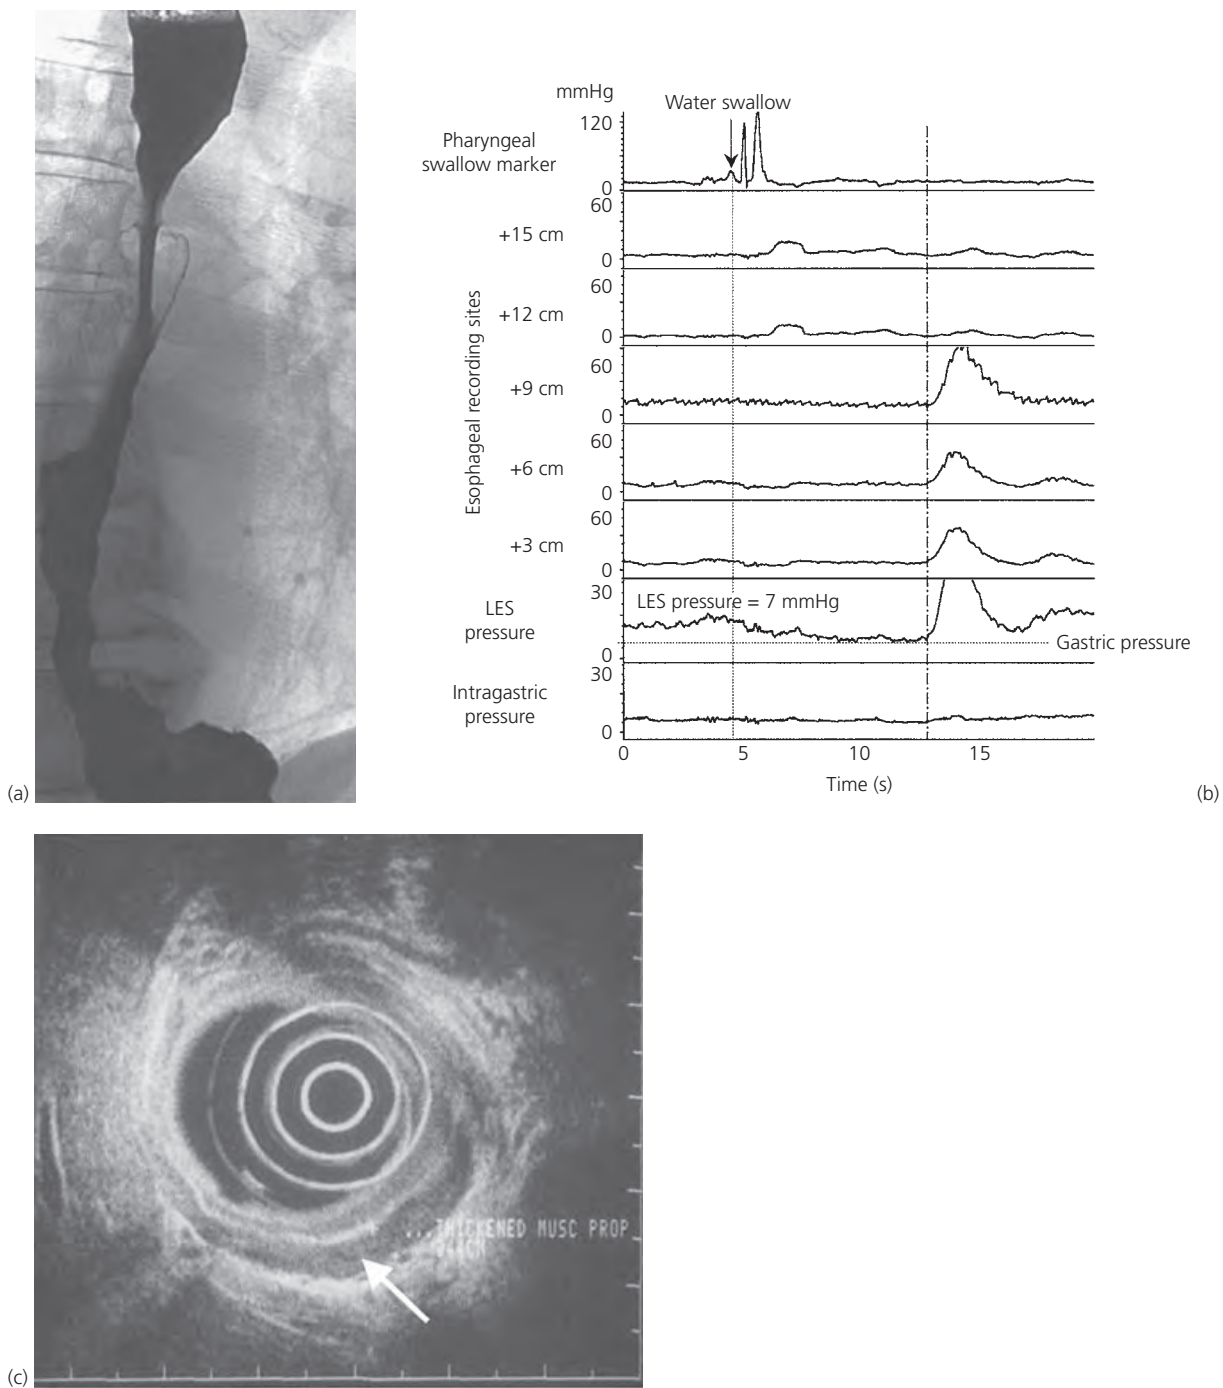 mmHg
Water swallow
Pharyngeal
swallow marker
120
0
Esophageal recording sites
+15 cm
60
0
+12 cm
60
0
+9 cm
60
0
+6 cm
60
0
+3 cm
60
0
LES
pressure
30
0
LES pressure = 7 mmHg
Gastric pressure
Intragastric
pressure
30
0
0 5 10 15
Time (s)
(a)
(b)
...THICKENED MUSC PROP
(c)